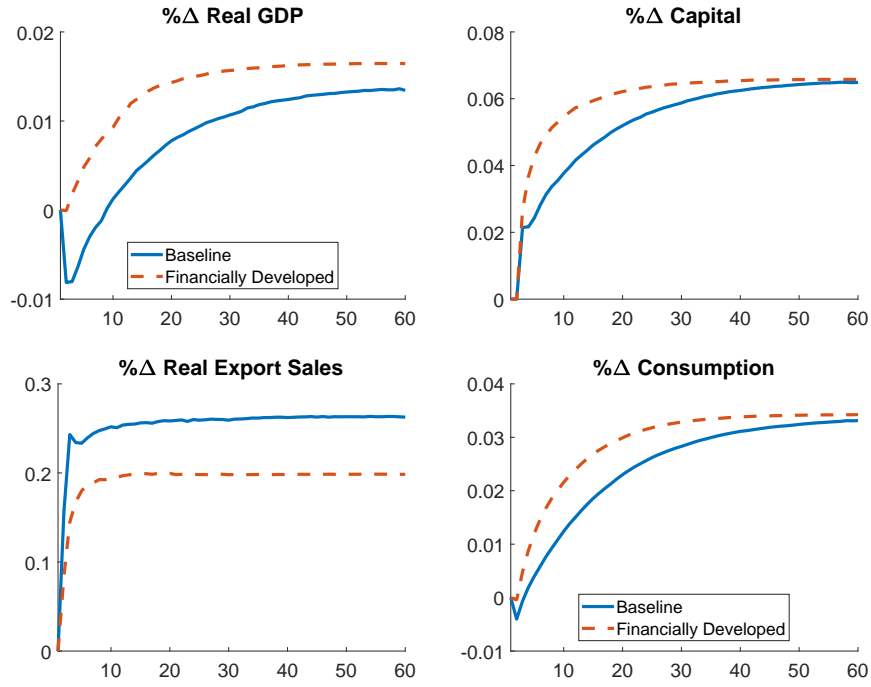 %Δ Real GDP
0.02
0.01
0
-0.01
10 20 30 40 50 60
Baseline
Financially Developed
%Δ Capital
0.08
0.06
0.04
0.02
0
10 20 30 40 50 60
%Δ Real Export Sales
0.3
0.2
0.1
0
10 20 30 40 50 60
%Δ Consumption
0.04
0.03
0.02
0.01
0
-0.01
10 20 30 40 50 60
Baseline
Financially Developed